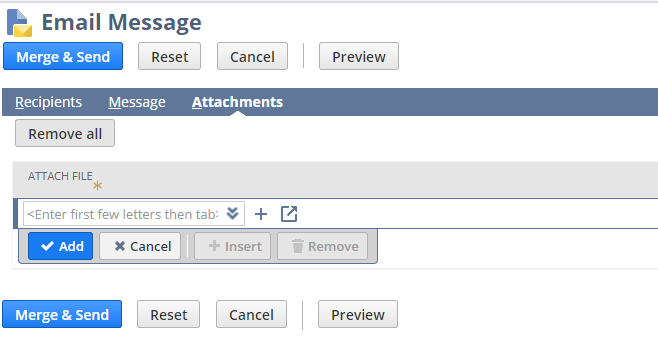 Email Message
Merge & Send Reset Cancel Preview
Recipients Message Attachments
Remove all
ATTACH FILE
<Enter first few letters then tab>
Add Cancel Insert Remove
Merge & Send Reset Cancel Preview